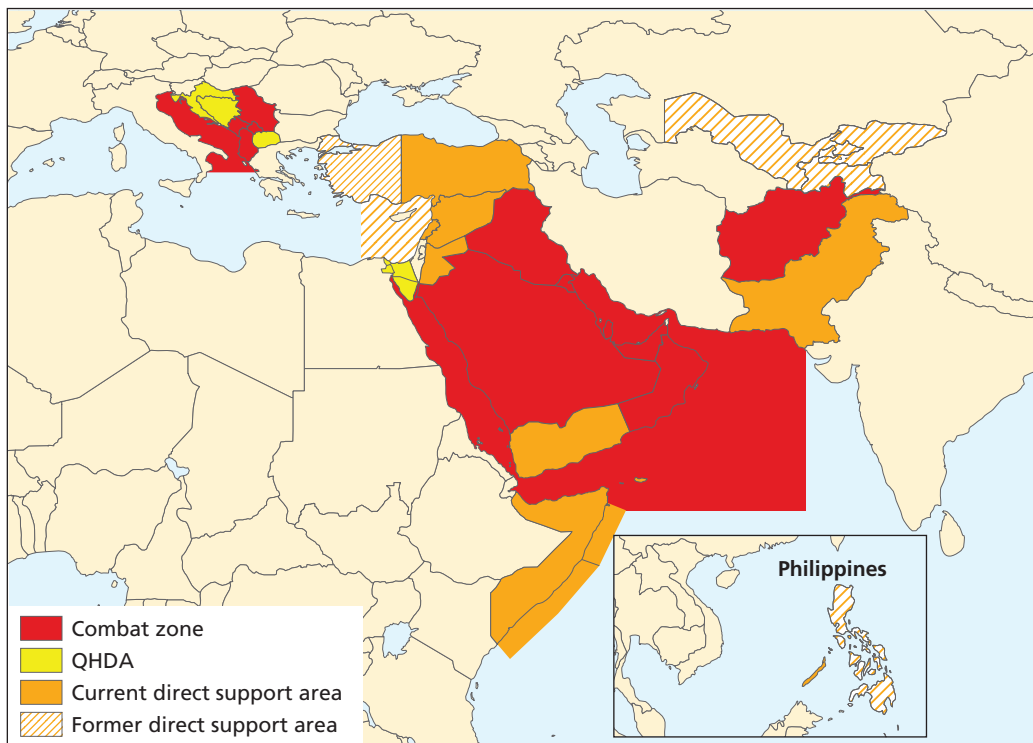 Philippines
Combat zone
QHDA
Current direct support area
Former direct support area